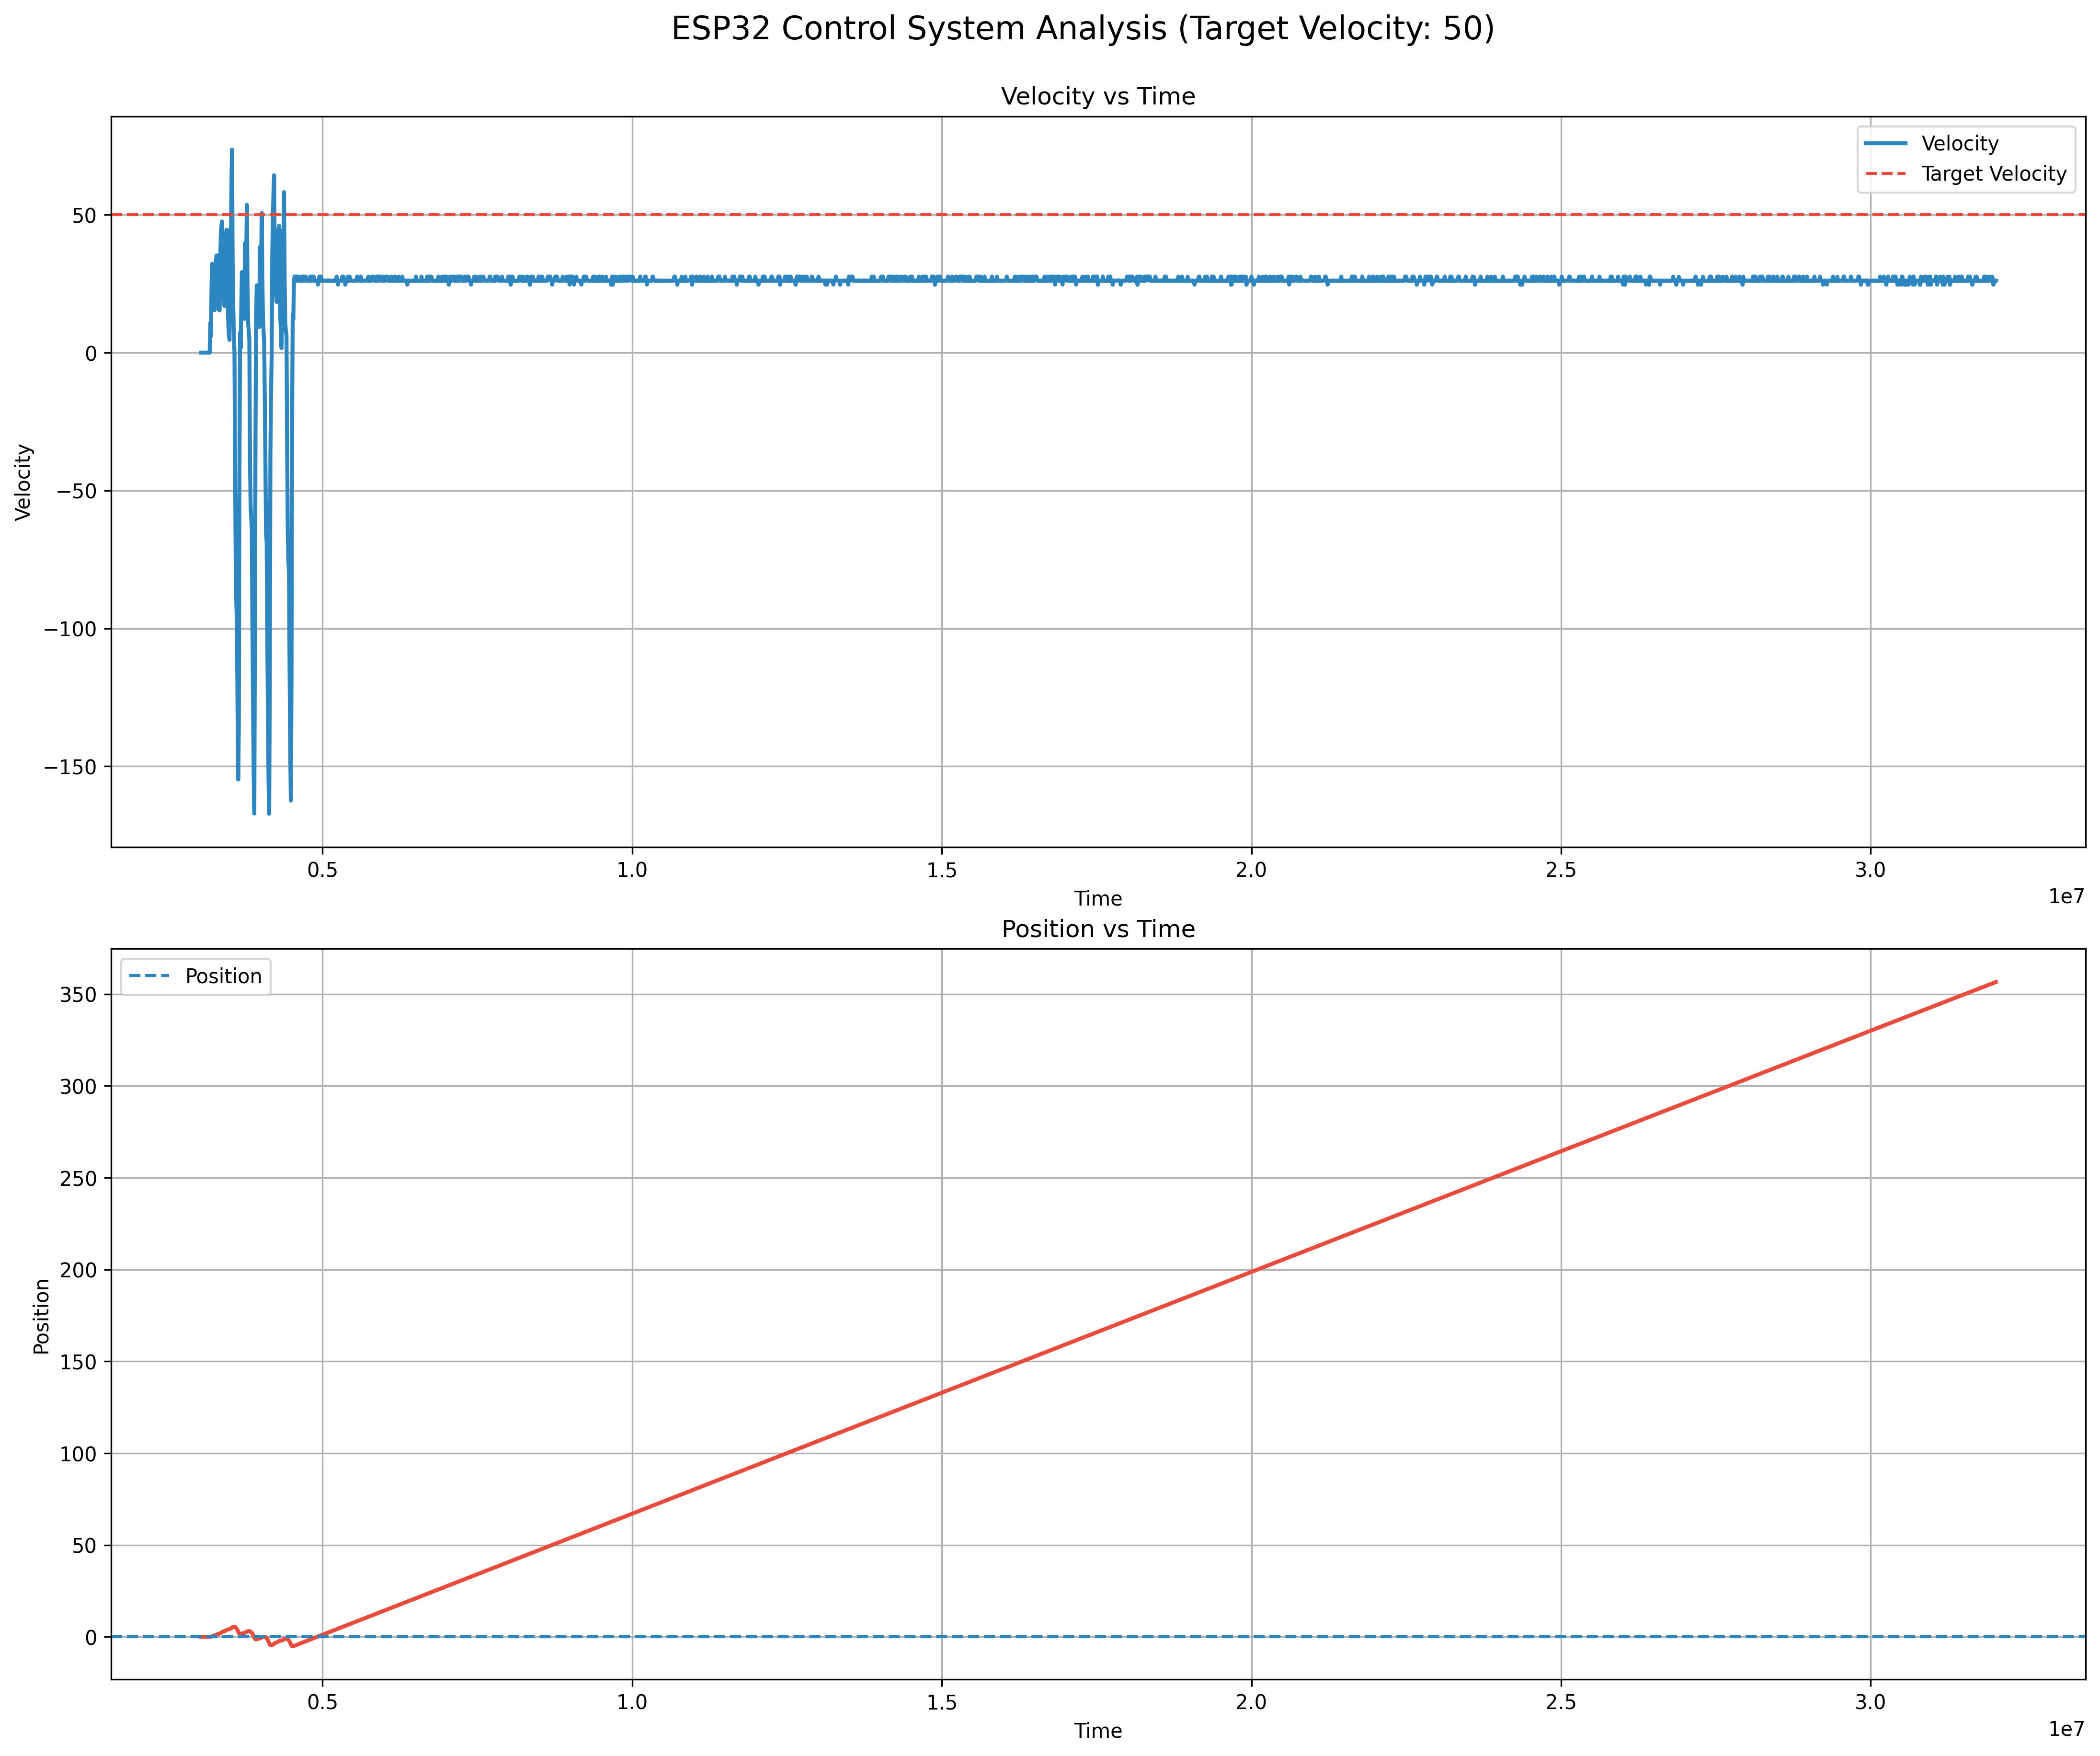 ESP32 Control System Analysis (Target Velocity: 50)
Velocity vs Time
Velocity
Target Velocity
50
0
−50
−100
−150
Velocity
0.5 1.0 1.5 2.0 2.5 3.0
1e7
Time
Position vs Time
Position
350
300
250
200
150
100
50
0
Position
0.5 1.0 1.5 2.0 2.5 3.0
1e7
Time